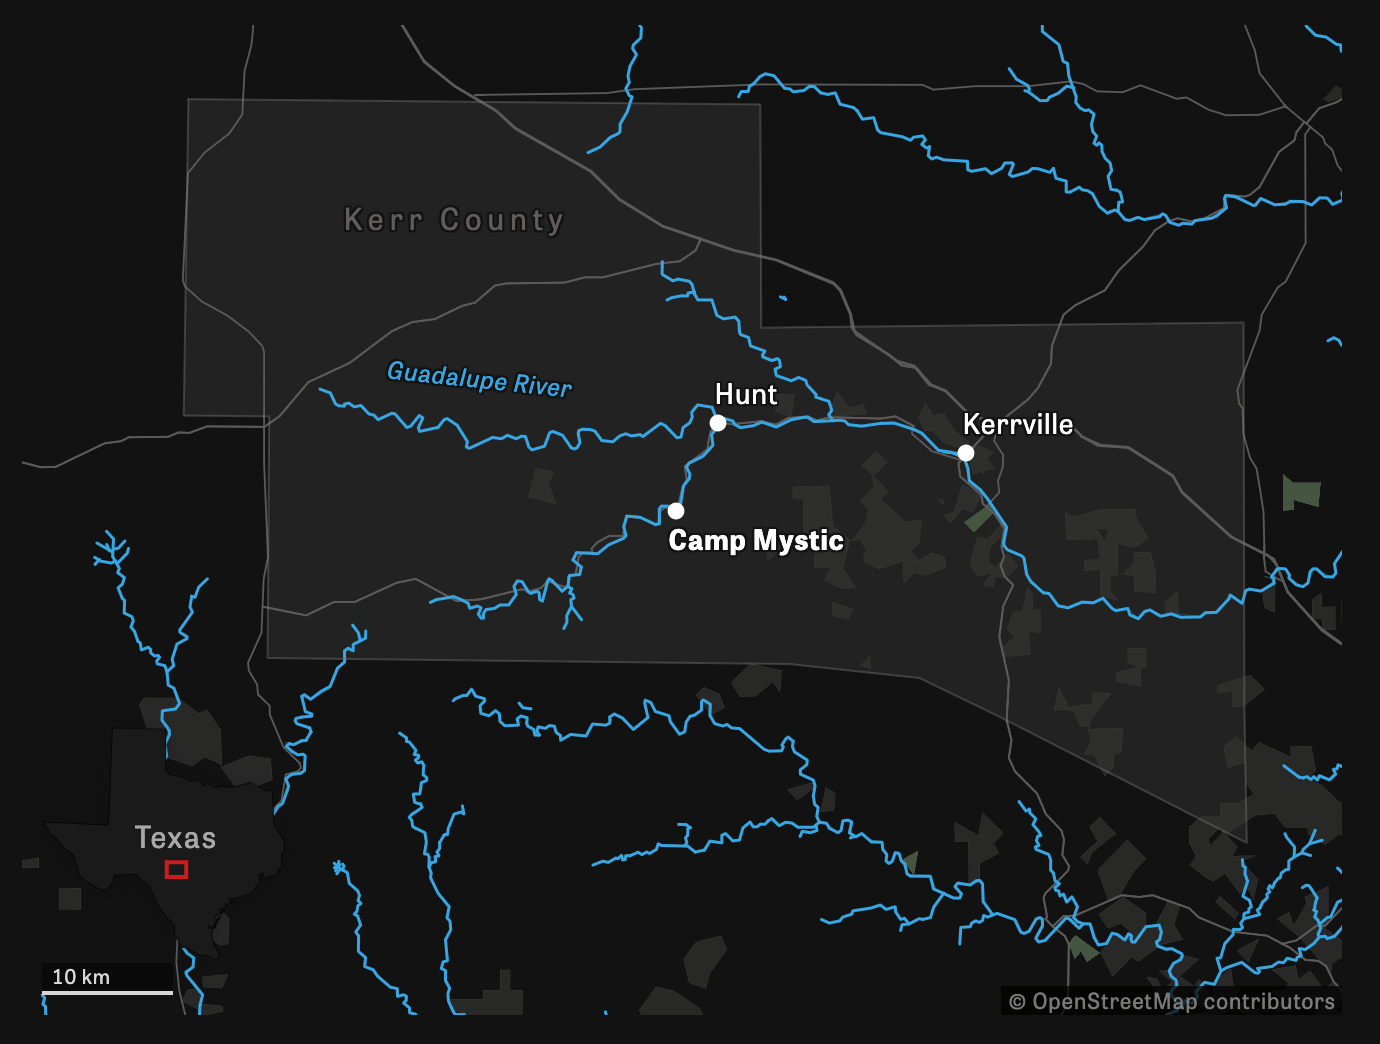 Kerr County
Guadalupe River
Hunt
Kerrville
Camp Mystic
Texas
10 km
© OpenStreetMap contributors